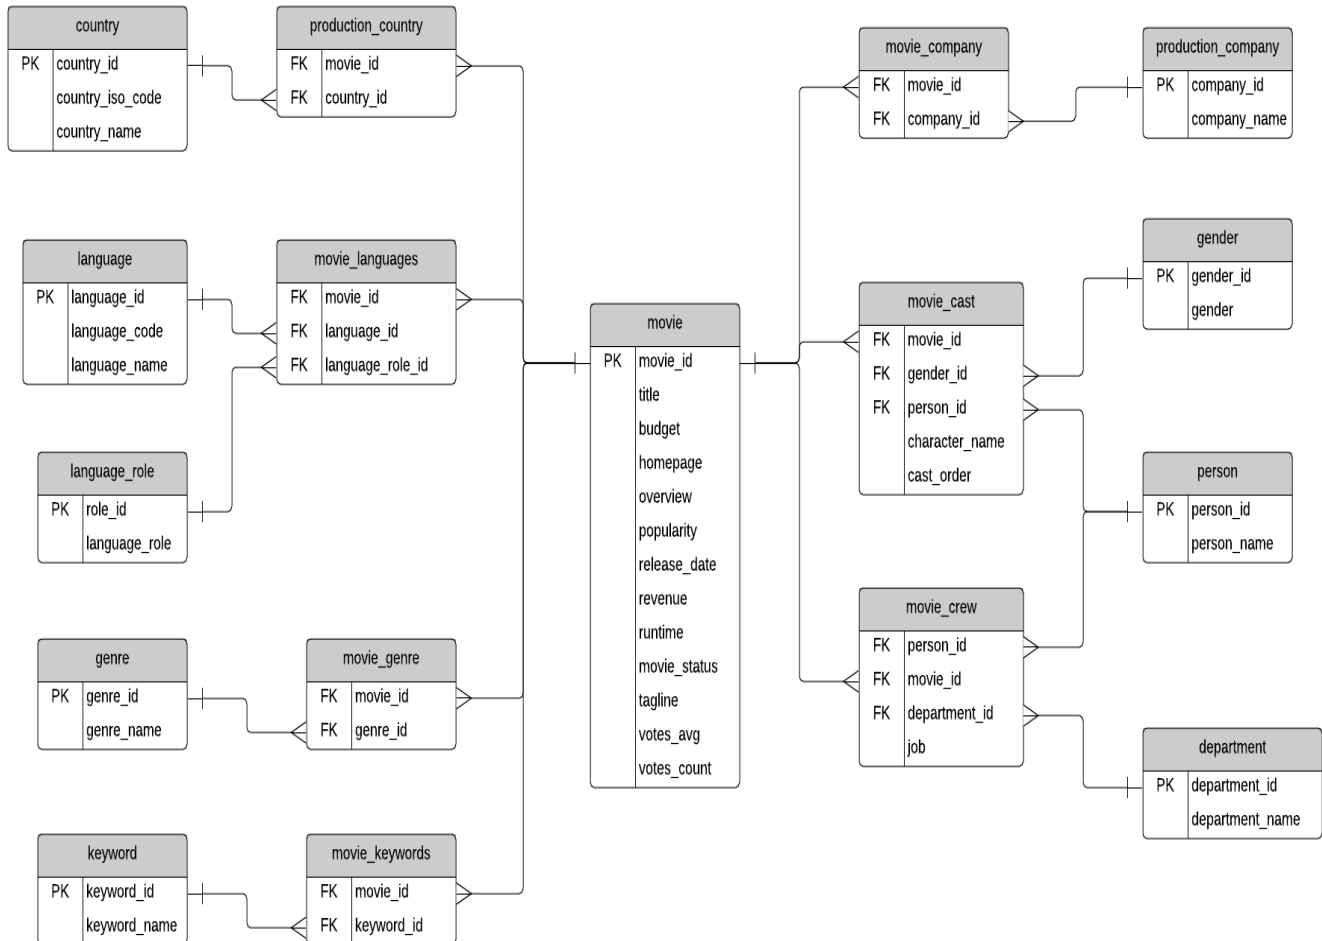 country
PK country_id
country_iso_code
country_name
production_country
FK movie_id
FK country_id
language
PK language_id
language_code
language_name
movie_languages
FK movie_id
FK language_id
FK language_role_id
language_role
PK role_id
language_role
genre
PK genre_id
genre_name
movie_genre
FK movie_id
FK genre_id
keyword
PK keyword_id
keyword_name
movie_keywords
FK movie_id
FK keyword_id
movie
PK movie_id
title
budget
homepage
overview
popularity
release_date
revenue
runtime
movie_status
tagline
votes_avg
votes_count
movie_company
FK movie_id
FK company_id
production_company
PK company_id
company_name
gender
PK gender_id
gender
movie_cast
FK movie_id
FK gender_id
FK person_id
character_name
cast_order
person
PK person_id
person_name
movie_crew
FK person_id
FK movie_id
FK department_id
job
department
PK department_id
department_name